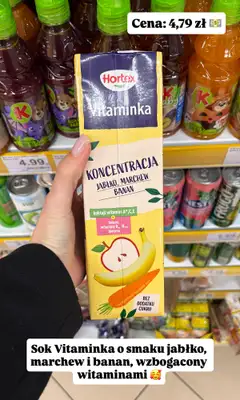 Cena: 4,79 zł 💵
Hortex
Vitaminka
KONCENTRACJA
JABŁKO, MARCHEW
BANAN
BEZ
DODATKU
CUKRU
4,99
Sok Vitaminka o smaku jabłko,
marchew i banan, wzbogacony
witaminami 🥰